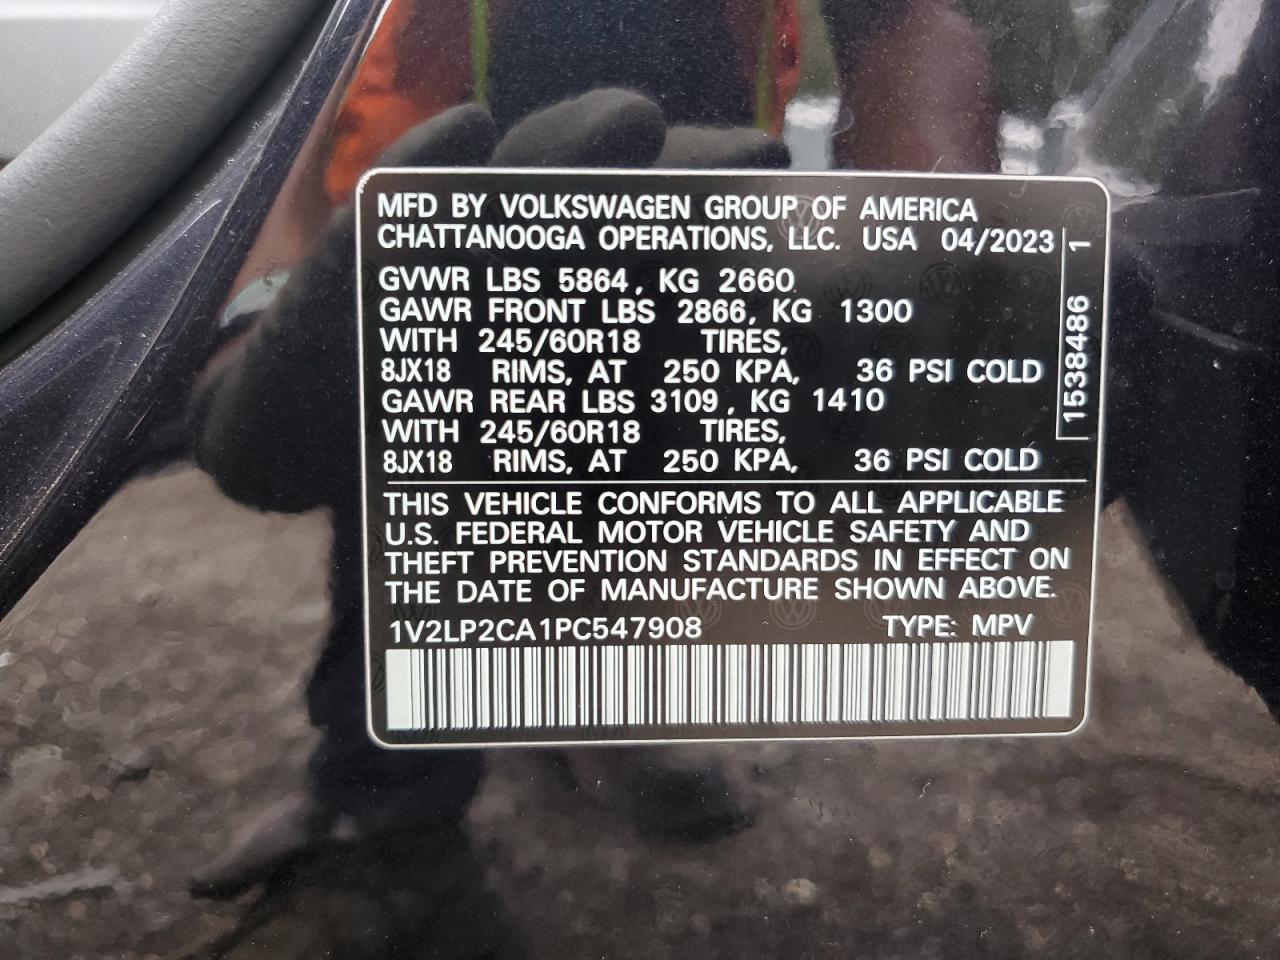 MFD BY VOLKSWAGEN GROUP OF AMERICA
CHATTANOOGA OPERATIONS, LLC. USA 04/2023
GVWR LBS 5864, KG 2660
GAWR FRONT LBS 2866, KG 1300
WITH 245/60R18 TIRES,
8JX18 RIMS, AT 250 KPA, 36 PSI COLD
GAWR REAR LBS 3109, KG 1410
WITH 245/60R18 TIRES,
8JX18 RIMS, AT 250 KPA, 36 PSI COLD
1538486 1
THIS VEHICLE CONFORMS TO ALL APPLICABLE
U.S. FEDERAL MOTOR VEHICLE SAFETY AND
THEFT PREVENTION STANDARDS IN EFFECT ON
THE DATE OF MANUFACTURE SHOWN ABOVE.
1V2LP2CA1PC547908 TYPE: MPV